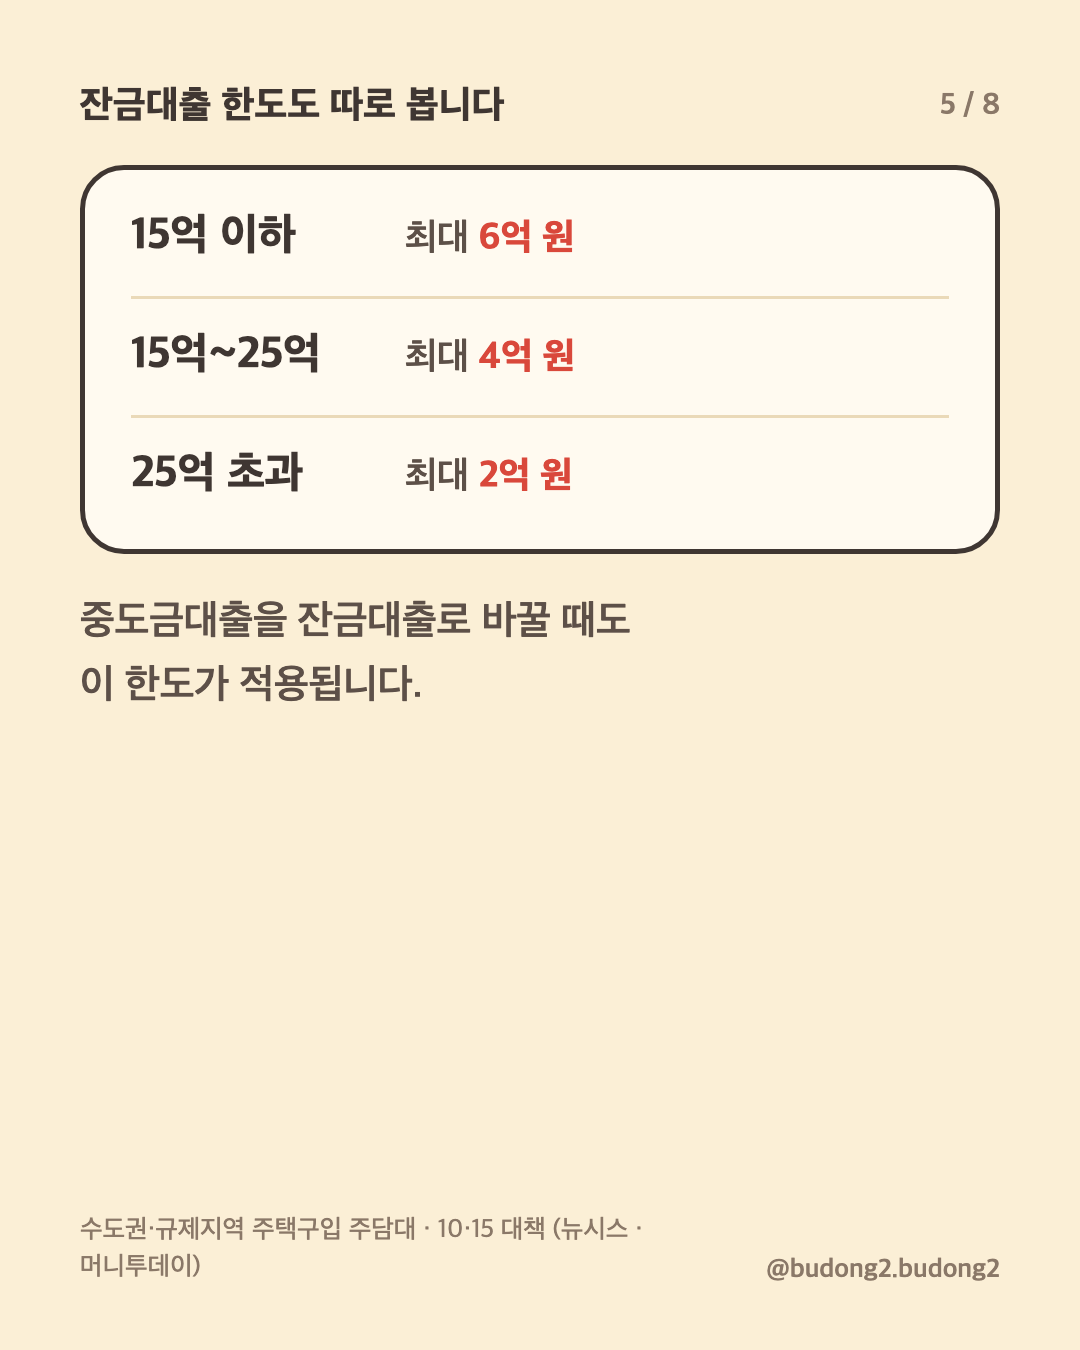 잔금대출 한도도 따로 봅니다
5 / 8
15억 이하 최대 6억 원
15억~25억 최대 4억 원
25억 초과 최대 2억 원
중도금대출을 잔금대출로 바꿀 때도
이 한도가 적용됩니다.
수도권·규제지역 주택구입 주담대 · 10·15 대책 (뉴시스 ·
머니투데이)
@budong2.budong2